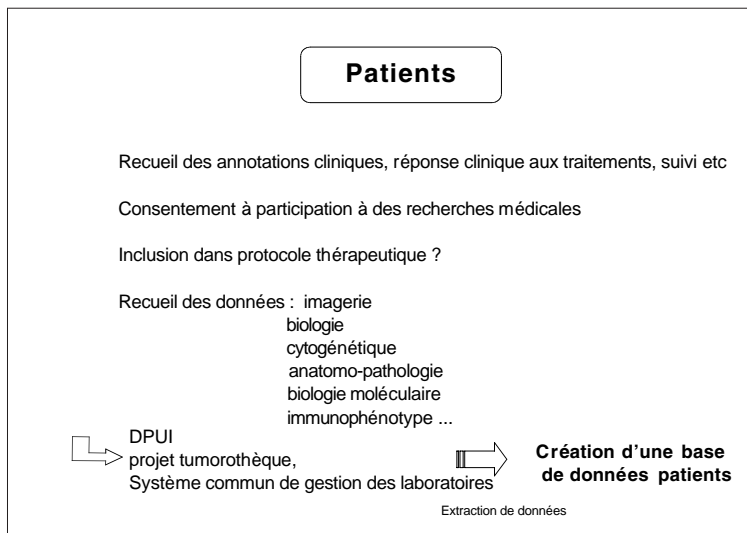 Patients
Recueil des annotations cliniques, réponse clinique aux traitements, suivi etc
Consentement à participation à des recherches médicales
Inclusion dans protocole thérapeutique ?
Recueil des données : imagerie
biologie
cytogénétique
anatomo-pathologie
biologie moléculaire
immunophénotype ...
DPUI
projet tumorothèque,
Système commun de gestion des laboratoires
Création d'une base
de données patients
Extraction de données